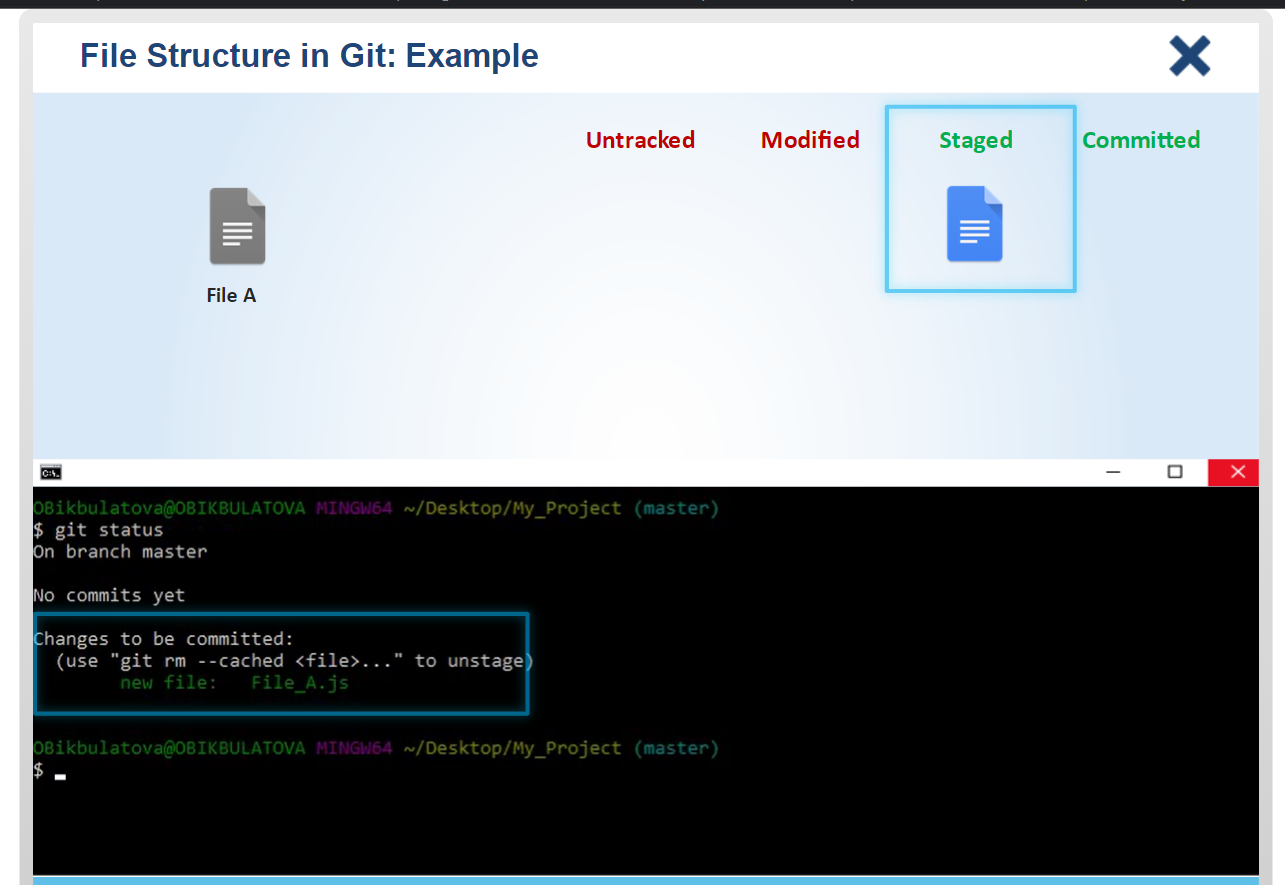 File Structure in Git: Example
Untracked Modified Staged Committed
File A
C:\.
OBikbulatova@OBIKBULATOVA MINGW64 ~/Desktop/My_Project (master)
$ git status
On branch master
No commits yet
Changes to be committed:
(use "git rm --cached <file>..." to unstage)
new file: File_A.js
OBikbulatova@OBIKBULATOVA MINGW64 ~/Desktop/My_Project (master)
$